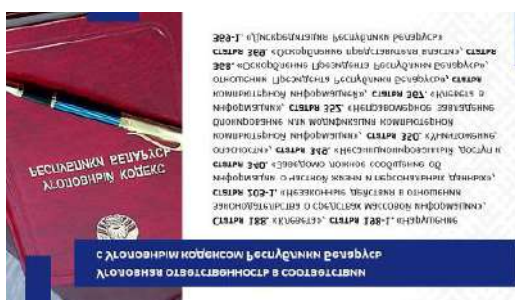 Уголовная ответственность в соответствии
с Уголовным кодексом Республики Беларусь
УГОЛОВНЫЙ КОДЕКС
РЕСПУБЛИКИ БЕЛАРУСЬ
Статья 188. «Клевета», статья 198-1. «Нарушение
законодательства о средствах массовой информации»,
статья 203-1. «Незаконные действия в отношении
информации о частной жизни и персональных данных»,
статья 340. «Заведомо ложное сообщение об
опасности», статья 349. «Несанкционированный доступ к
компьютерной информации», статья 350. «Уничтожение,
блокирование или модификация компьютерной
информации», статья 352. «Неправомерное завладение
компьютерной информацией», статья 367. «Клевета в
отношении Президента Республики Беларусь», статья
368. «Оскорбление Президента Республики Беларусь»,
статья 369. «Оскорбление представителя власти», статья
369-1. «Дискредитация Республики Беларусь»